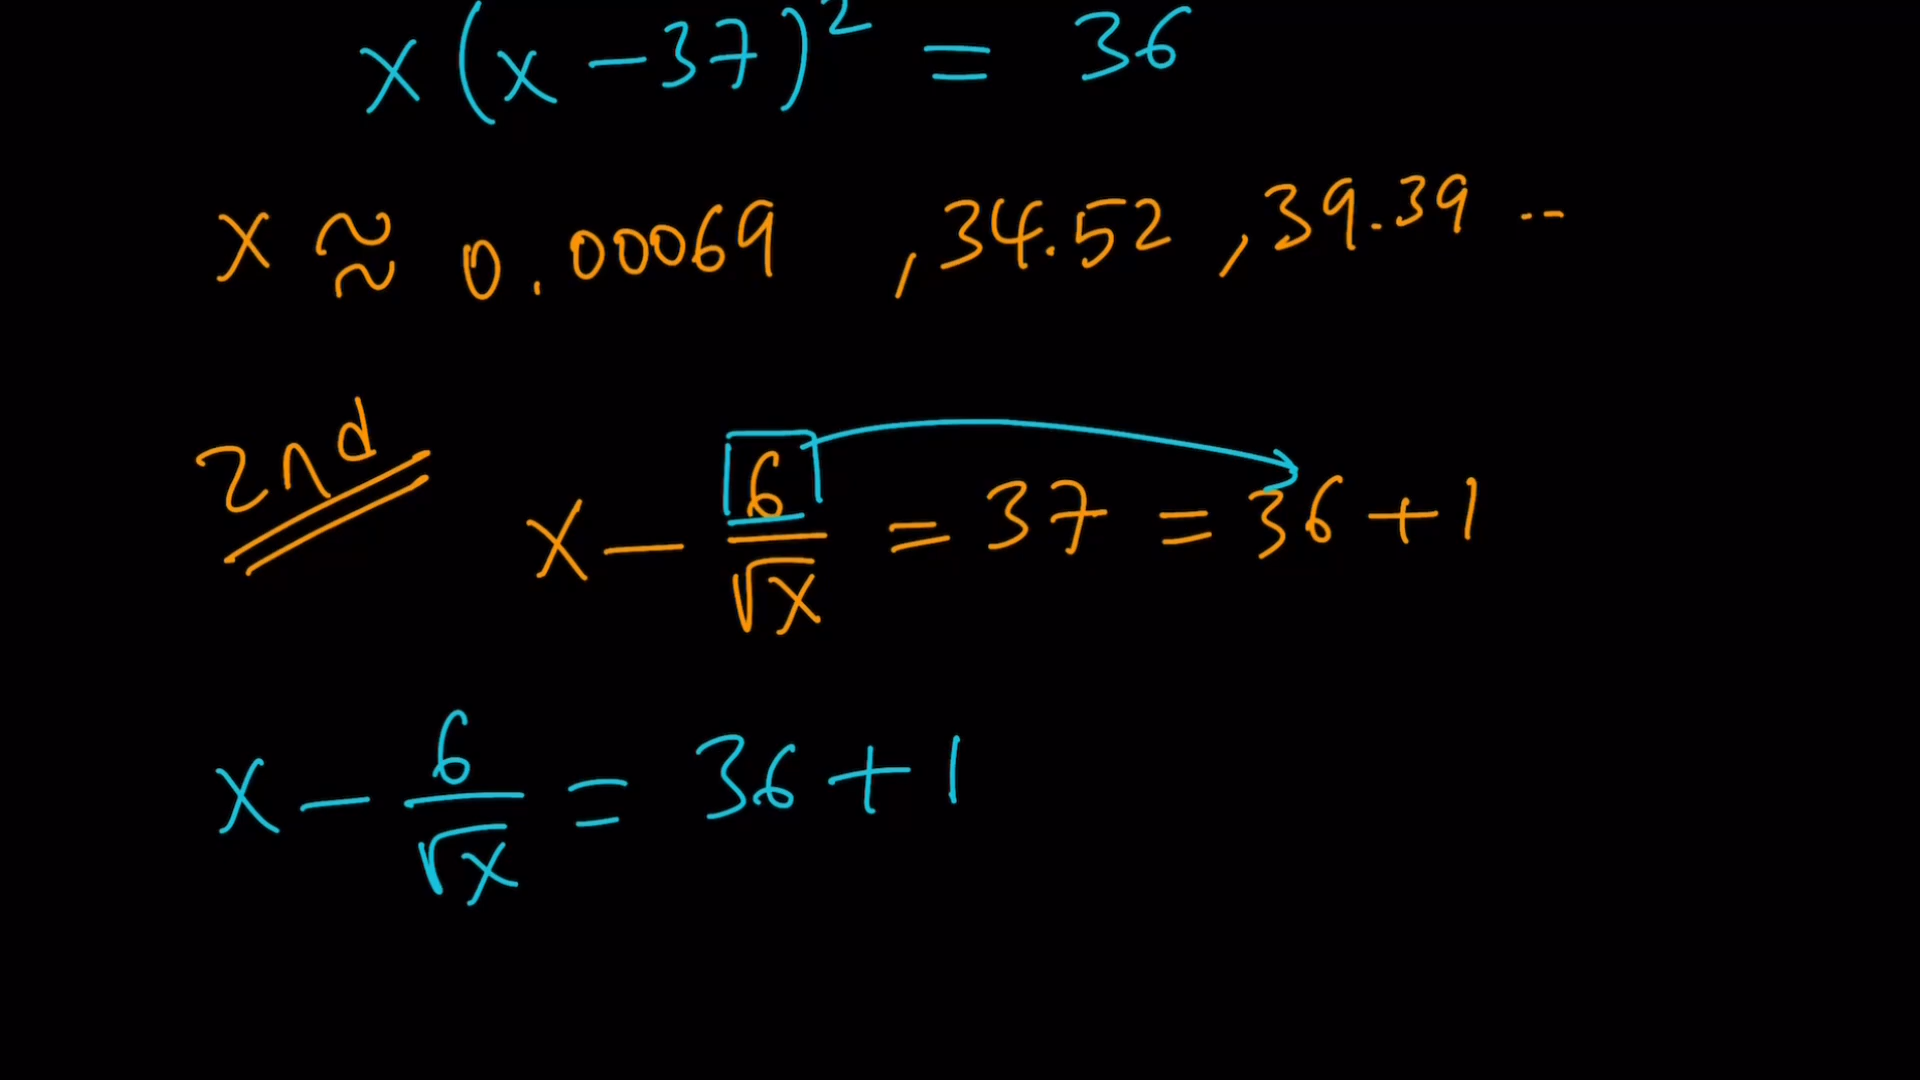 x(x-37)² = 36
x ≈ 0.00069 , 34.52 , 39.39 --
2nd
x - 6/√x = 37 = 36 + 1
x - 6/√x = 36 + 1